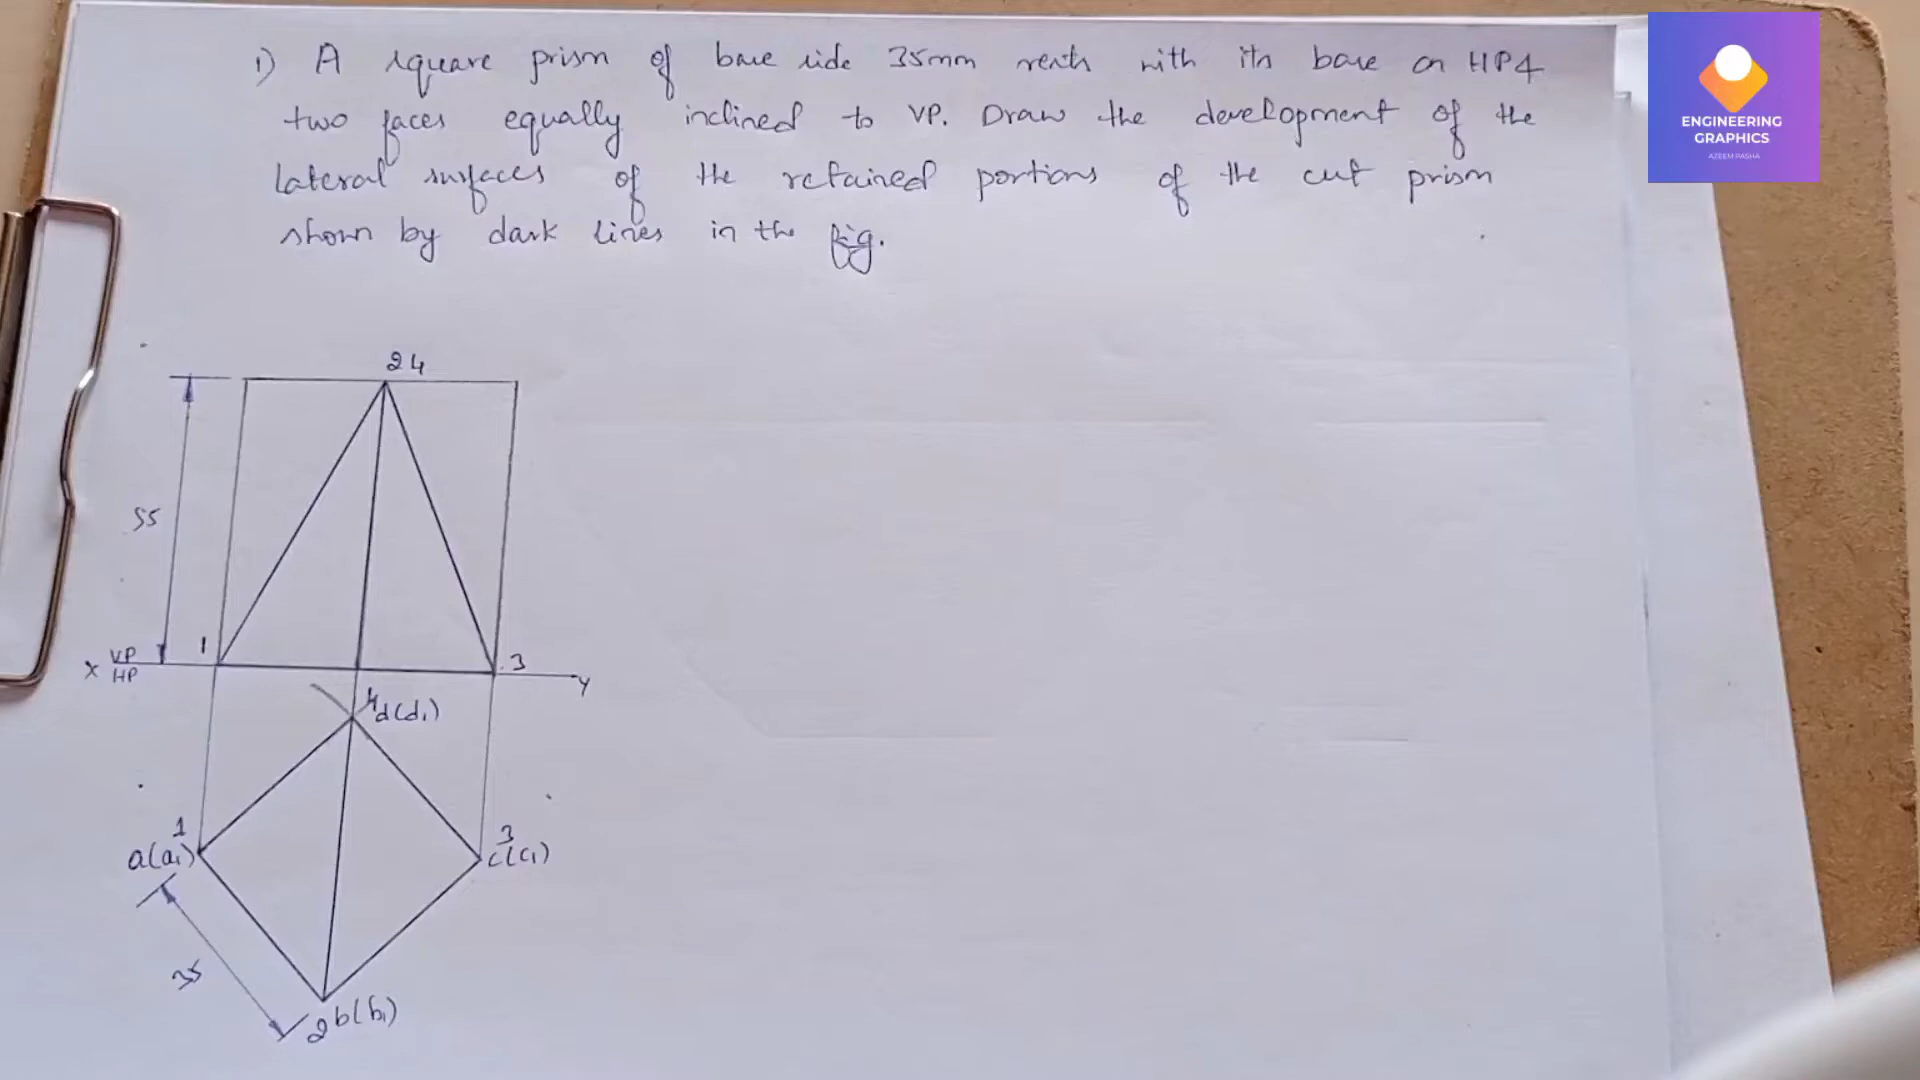 1) A square prism of base side 35mm rests with its base on HP &
two faces equally inclined to VP. Draw the development of the
lateral surfaces of the retained portions of the cut prism
shown by dark lines in the fig.
ENGINEERING
GRAPHICS
AZEEM PASHA
2 4
55
1
X VP
HP
3
Y
4
d(d1)
1
a(a1)
3
c(c1)
35
2 b(b1)